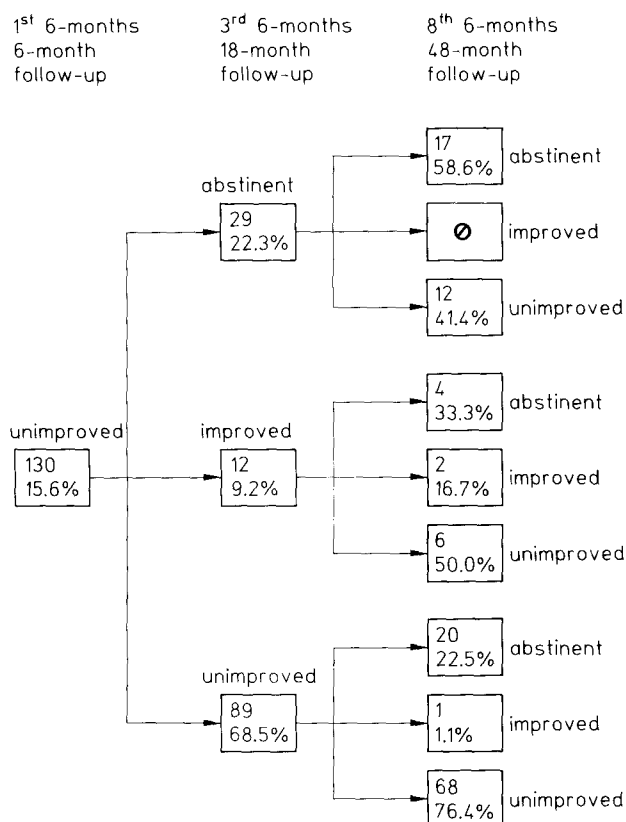 1st 6-months
6-month
follow-up
3rd 6-months
18-month
follow-up
8th 6-months
48-month
follow-up
unimproved
130
15.6%
abstinent
29
22.3%
17
58.6%
abstinent
⊘
improved
12
41.4%
unimproved
improved
12
9.2%
4
33.3%
abstinent
2
16.7%
improved
6
50.0%
unimproved
unimproved
89
68.5%
20
22.5%
abstinent
1
1.1%
improved
68
76.4%
unimproved